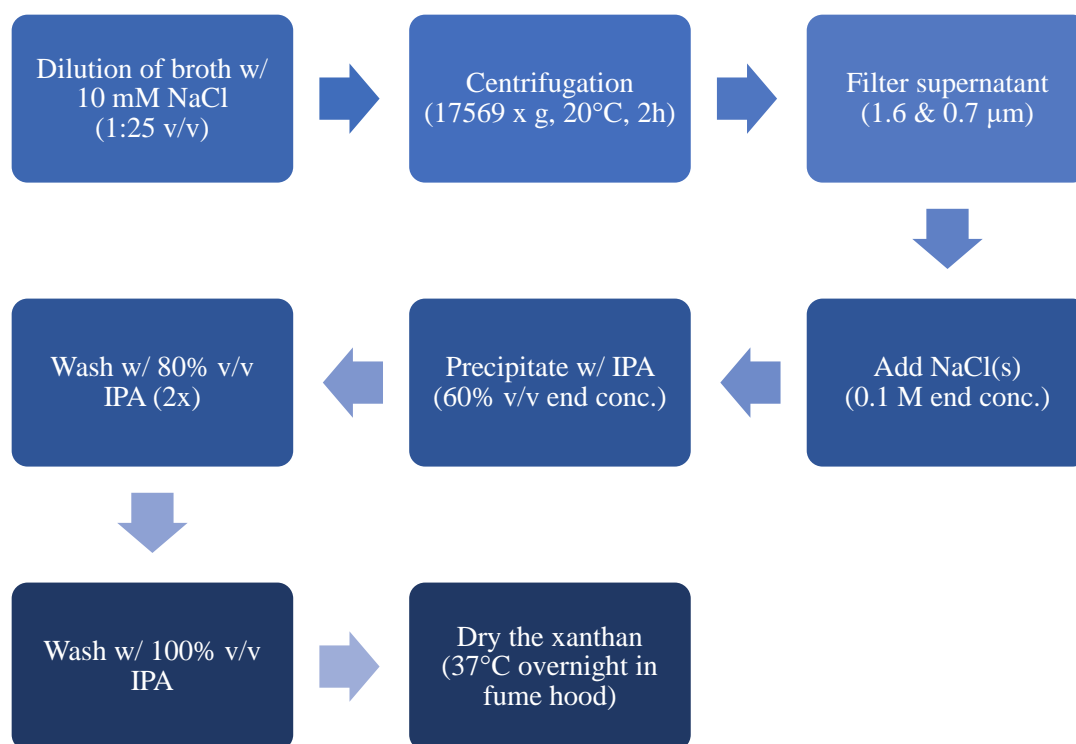 Dilution of broth w/
10 mM NaCl
(1:25 v/v)
Centrifugation
(17569 x g, 20°C, 2h)
Filter supernatant
(1.6 & 0.7 μm)
Add NaCl(s)
(0.1 M end conc.)
Precipitate w/ IPA
(60% v/v end conc.)
Wash w/ 80% v/v
IPA (2x)
Wash w/ 100% v/v
IPA
Dry the xanthan
(37°C overnight in
fume hood)